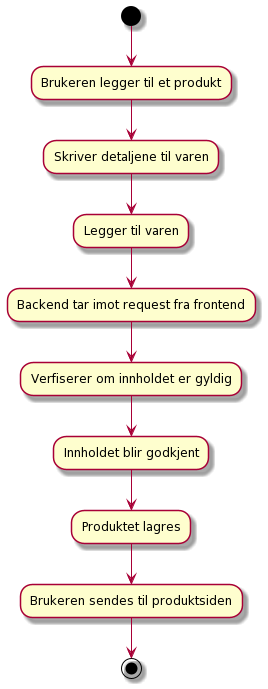 Brukeren legger til et produkt
Skriver detaljene til varen
Legger til varen
Backend tar imot request fra frontend
Verfiserer om innholdet er gyldig
Innholdet blir godkjent
Produktet lagres
Brukeren sendes til produktsiden